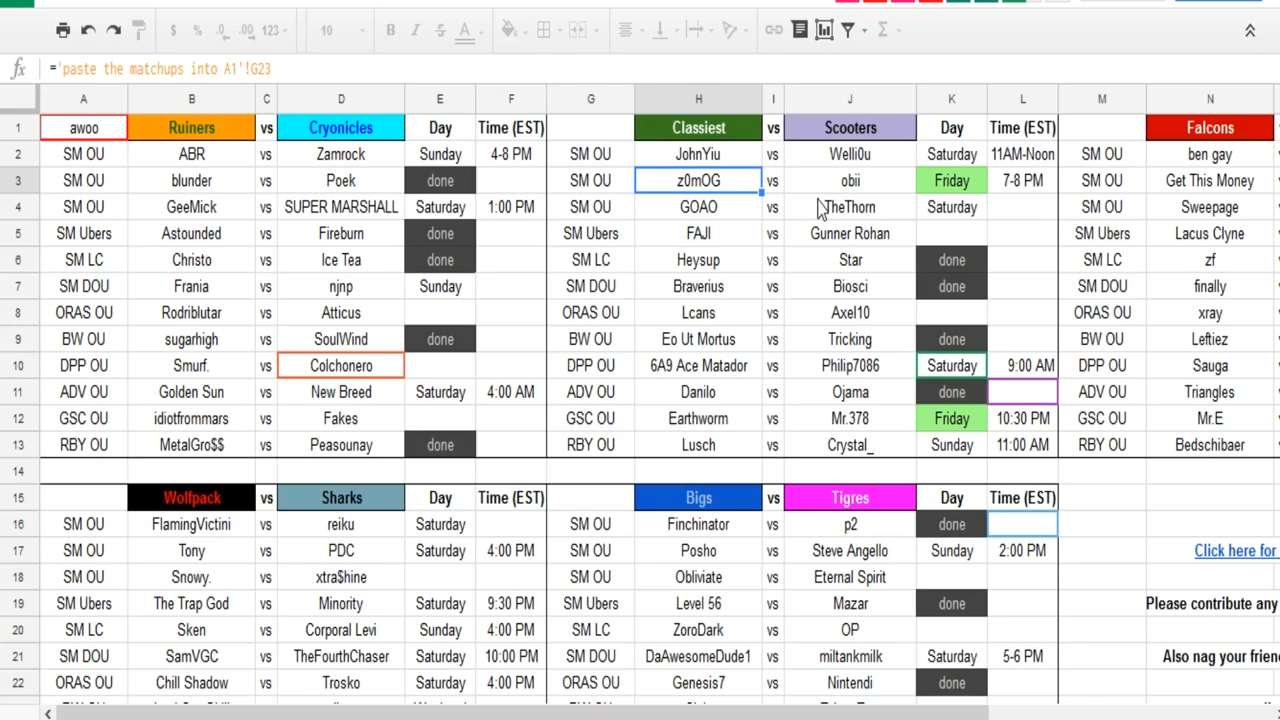 $ % .0 .00 123 10 B I S A Σ
fx ='paste the matchups into A1'!G23
A B C D E F G H I J K L M N
1 awoo Ruiners vs Cryonicles Day Time (EST) Classiest vs Scooters Day Time (EST) Falcons
2 SM OU ABR vs Zamrock Sunday 4-8 PM SM OU JohnYiu vs Welli0u Saturday 11AM-Noon SM OU ben gay
3 SM OU blunder vs Poek done SM OU z0mOG vs obii Friday 7-8 PM SM OU Get This Money
4 SM OU GeeMick vs SUPER MARSHALL Saturday 1:00 PM SM OU GOAO vs TheThorn Saturday SM OU Sweepage
5 SM Ubers Astounded vs Fireburn done SM Ubers FAJI vs Gunner Rohan SM Ubers Lacus Clyne
6 SM LC Christo vs Ice Tea done SM LC Heysup vs Star done SM LC zf
7 SM DOU Frania vs njnp Sunday SM DOU Braverius vs Biosci done SM DOU finally
8 ORAS OU Rodriblutar vs Atticus ORAS OU Lcans vs Axel10 ORAS OU xray
9 BW OU sugarhigh vs SoulWind done BW OU Eo Ut Mortus vs Tricking done BW OU Leftiez
10 DPP OU Smurf. vs Colchonero DPP OU 6A9 Ace Matador vs Philip7086 Saturday 9:00 AM DPP OU Sauga
11 ADV OU Golden Sun vs New Breed Saturday 4:00 AM ADV OU Danilo vs Ojama done ADV OU Triangles
12 GSC OU idiotfrommars vs Fakes GSC OU Earthworm vs Mr.378 Friday 10:30 PM GSC OU Mr.E
13 RBY OU MetalGro$$ vs Peasounay done RBY OU Lusch vs Crystal_ Sunday 11:00 AM RBY OU Bedschibaer
14
15 Wolfpack vs Sharks Day Time (EST) Bigs vs Tigres Day Time (EST)
16 SM OU FlamingVictini vs reiku Saturday SM OU Finchinator vs p2 done
17 SM OU Tony vs PDC Saturday 4:00 PM SM OU Posho vs Steve Angello Sunday 2:00 PM Click here for
18 SM OU Snowy. vs xtra$hine SM OU Obliviate vs Eternal Spirit
19 SM Ubers The Trap God vs Minority Saturday 9:30 PM SM Ubers Level 56 vs Mazar done Please contribute any
20 SM LC Sken vs Corporal Levi Sunday 4:00 PM SM LC ZoroDark vs OP
21 SM DOU SamVGC vs TheFourthChaser Saturday 10:00 PM SM DOU DaAwesomeDude1 vs miltankmilk Saturday 5-6 PM Also nag your friend
22 ORAS OU Chill Shadow vs Trosko Saturday 4:00 PM ORAS OU Genesis7 vs Nintendi done